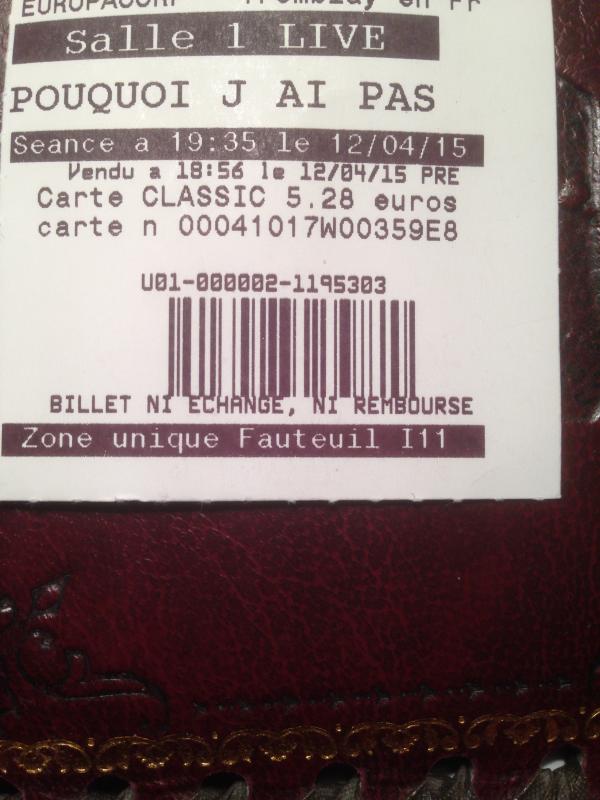 Salle 1 LIVE
POUQUOI J AI PAS
Seance a 19:35 le 12/04/15
Vendu a 18:56 le 12/04/15 PRE
Carte CLASSIC 5.28 euros
carte n 00041017W00359E8
U01-000002-1195303
BILLET NI ECHANGE, NI REMBOURSE
Zone unique Fauteuil I11